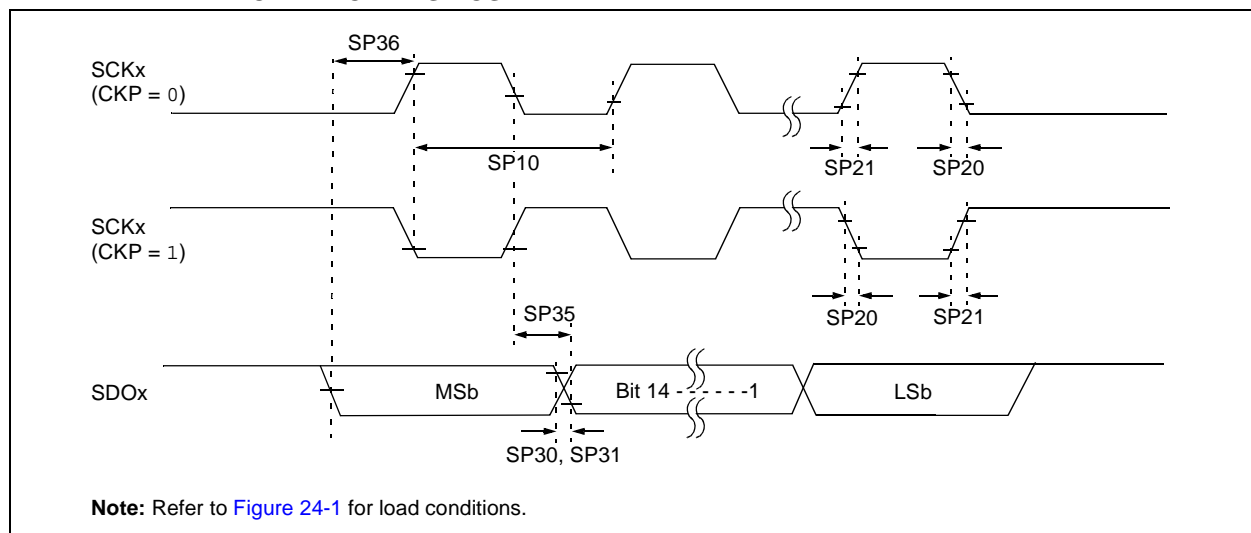 SP36
SCKx
(CKP = 0)
SP10
SP21
SP20
SCKx
(CKP = 1)
SP35
SP20
SP21
SDOx
MSb
Bit 14 - - - - - -1
LSb
SP30, SP31
Note: Refer to Figure 24-1 for load conditions.